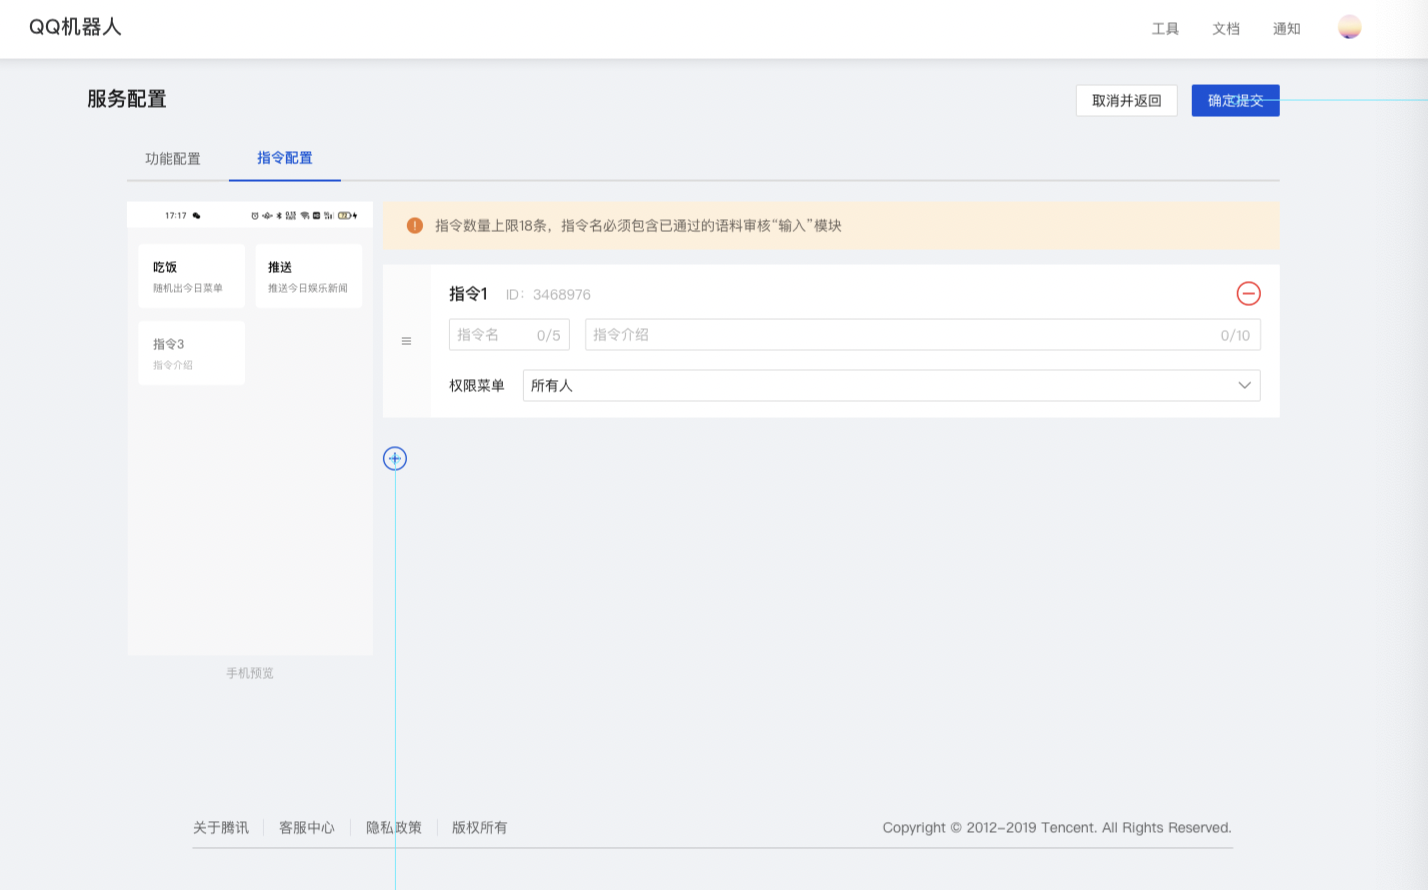 QQ机器人
工具 文档 通知
服务配置
取消并返回 确定提交
功能配置 指令配置
17:17
指令数量上限18条，指令名必须包含已通过的语料审核“输入”模块
吃饭
随机出今日菜单
推送
推送今日娱乐新闻
指令3
指令介绍
指令1 ID：3468976
指令名 0/5 指令介绍 0/10
权限菜单 所有人
手机预览
关于腾讯 客服中心 隐私政策 版权所有
Copyright © 2012-2019 Tencent. All Rights Reserved.